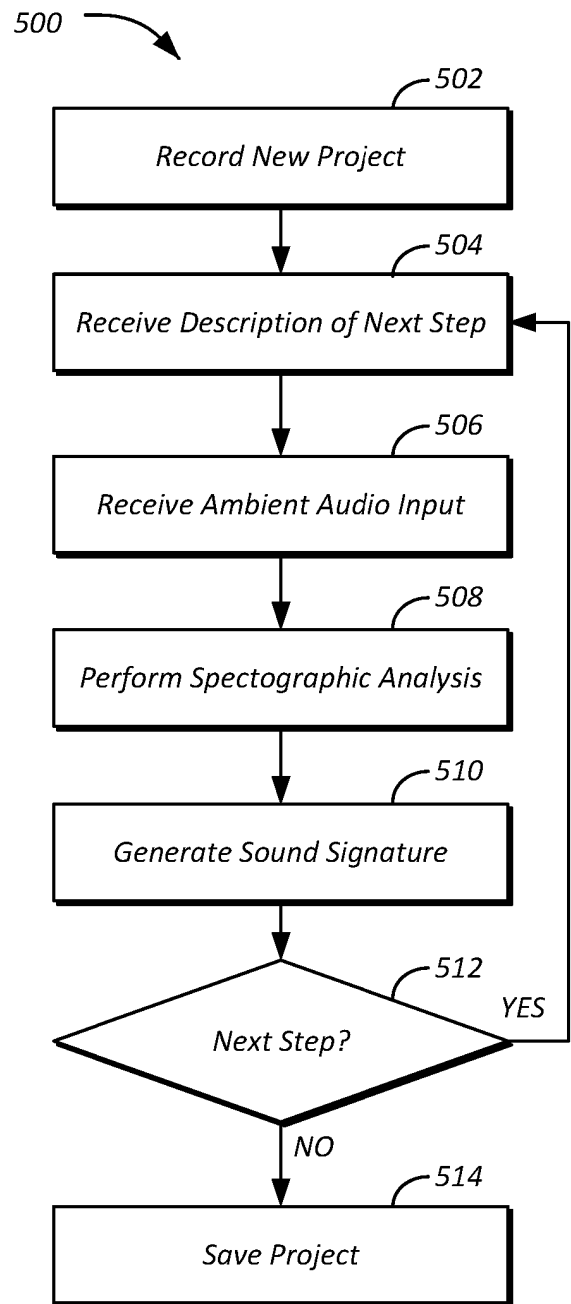 500
502
Record New Project
504
Receive Description of Next Step
506
Receive Ambient Audio Input
508
Perform Spectographic Analysis
510
Generate Sound Signature
512
YES
Next Step?
NO
514
Save Project